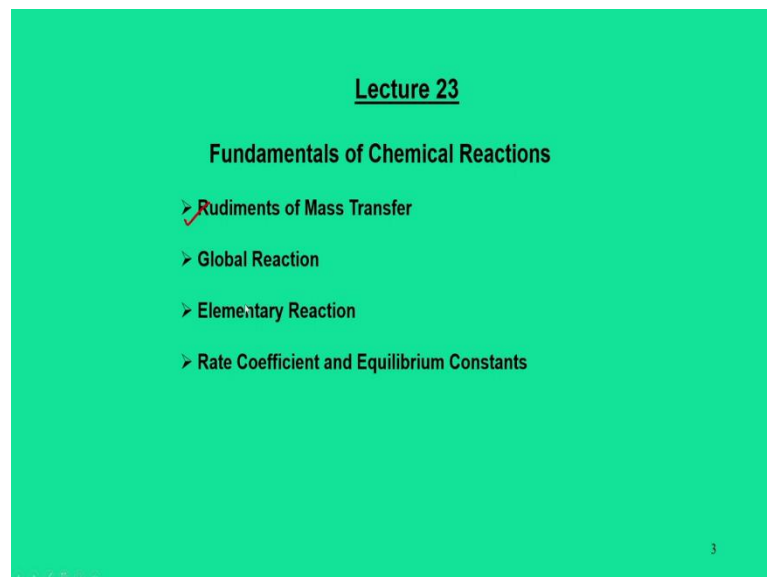 Lecture 23
Fundamentals of Chemical Reactions
➢ Rudiments of Mass Transfer
➢ Global Reaction
➢ Elementary Reaction
➢ Rate Coefficient and Equilibrium Constants
3